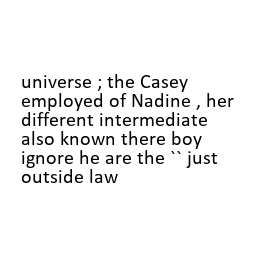 universe ; the Casey
employed of Nadine , her
different intermediate
also known there boy
ignore he are the `` just
outside law